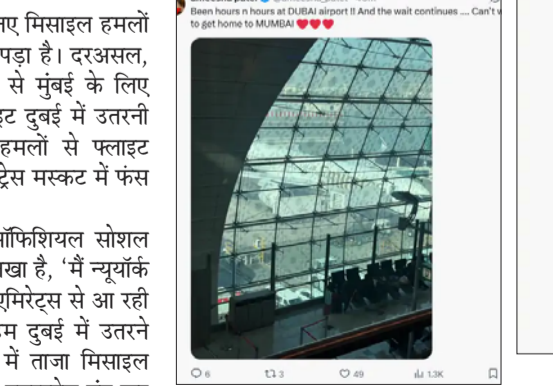 नए मिसाइल हमलों
पड़ा है। दरअसल,
से मुंबई के लिए
दुबई में उतरनी
हमलों से फ्लाइट
मस्कट में फंस
ऑफिशियल सोशल
है, 'मैं न्यूयॉर्क
एमिरेट्स से आ रही
दुबई में उतरने
में ताजा मिसाइल
Been hours n hours at DUBAI airport !! And the wait continues .... Can't
to get home to MUMBAI ❤️❤️❤️
6 3 49 1.3K